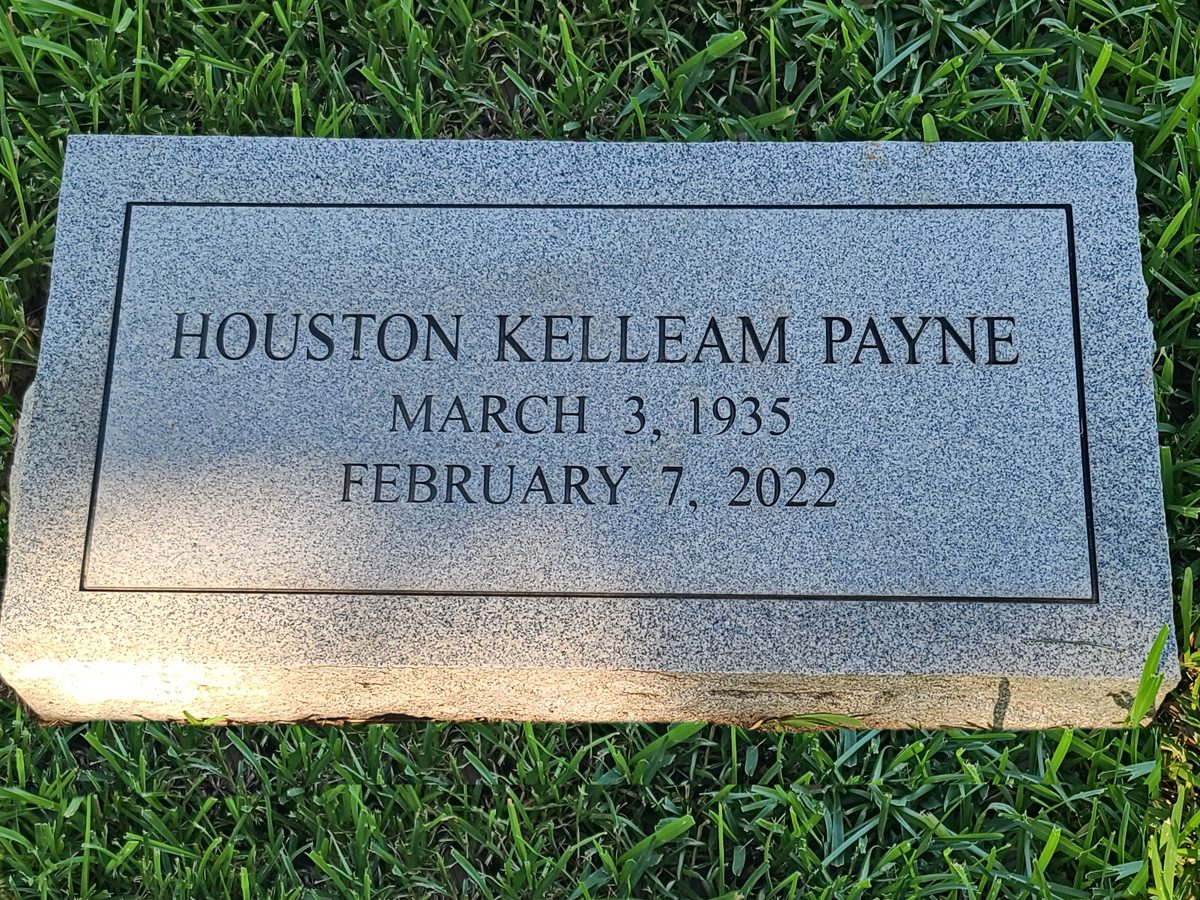 HOUSTON KELLEAM PAYNE
MARCH 3, 1935
FEBRUARY 7, 2022